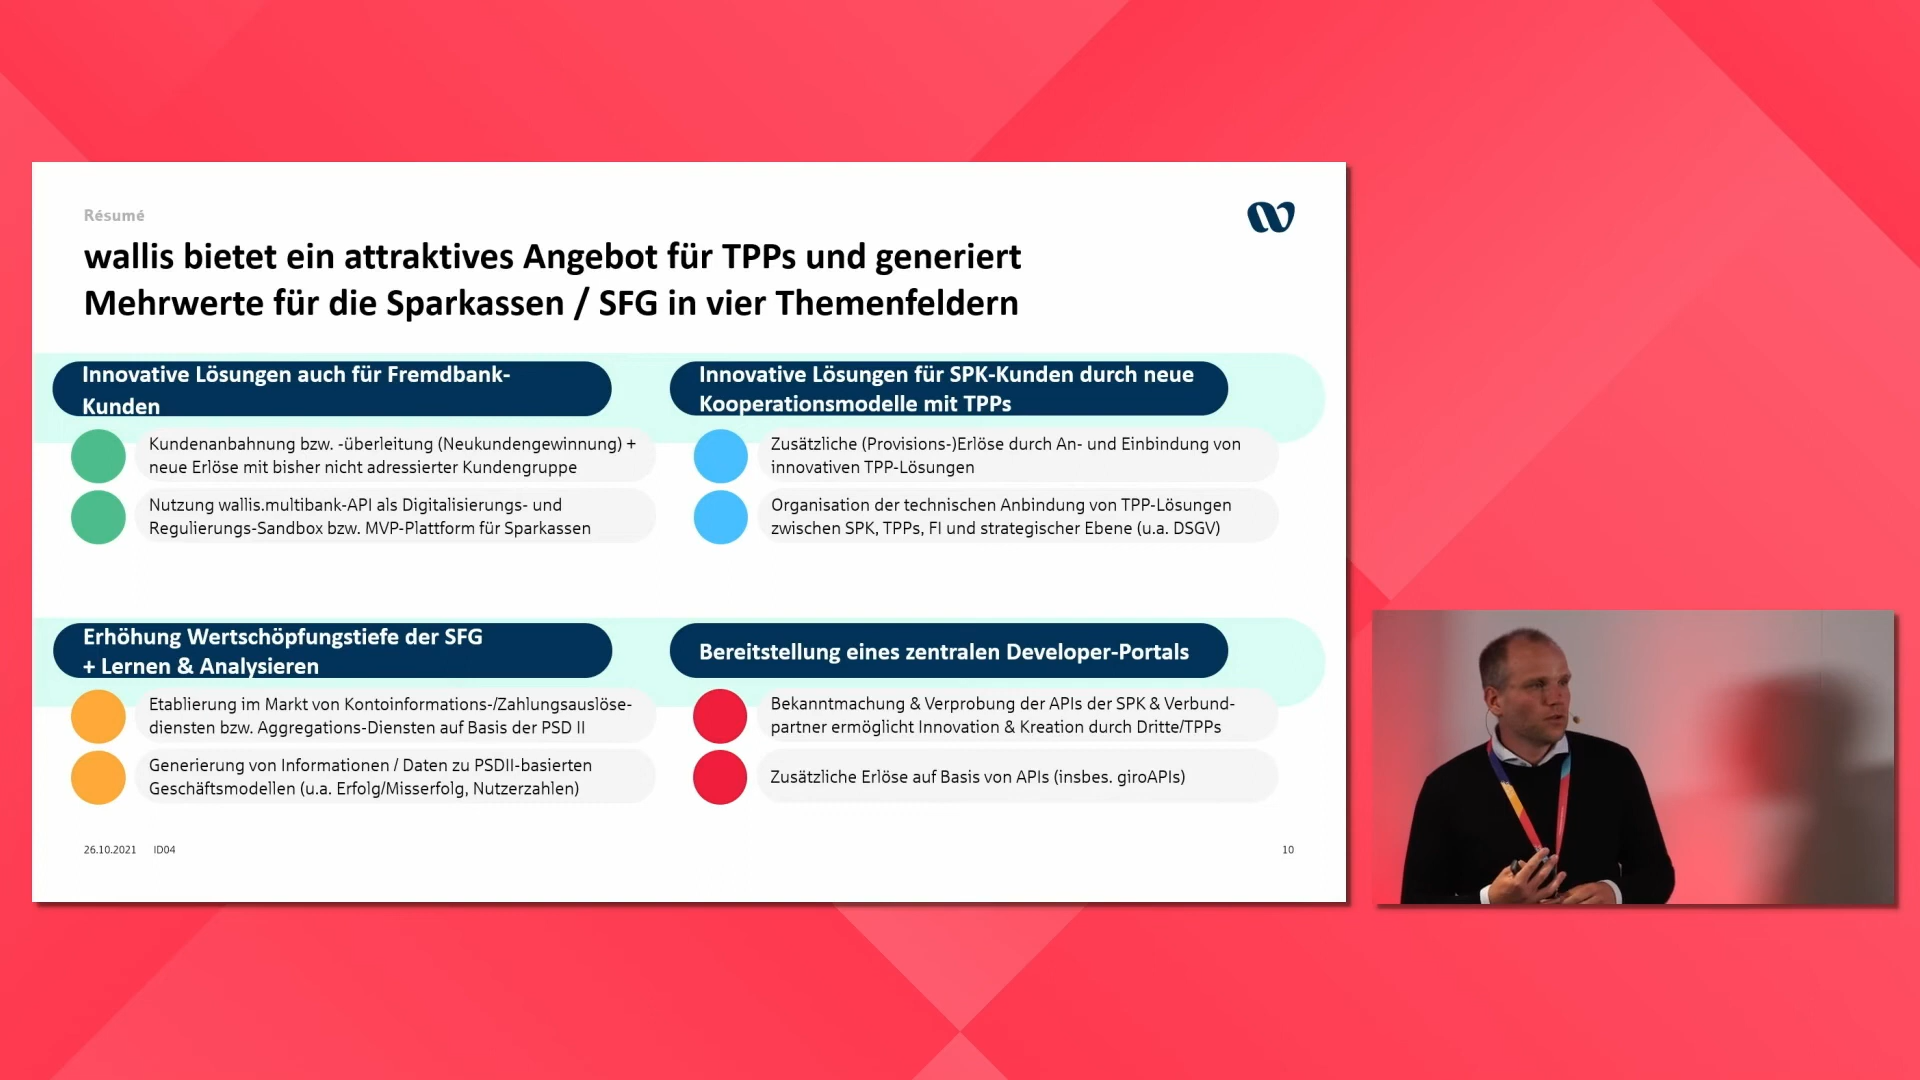 Résumé
wallis bietet ein attraktives Angebot für TPPs und generiert
Mehrwerte für die Sparkassen / SFG in vier Themenfeldern
Innovative Lösungen auch für Fremdbank-
Kunden
Kundenanbahnung bzw. -überleitung (Neukundengewinnung) +
neue Erlöse mit bisher nicht adressierter Kundengruppe
Nutzung wallis.multibank-API als Digitalisierungs- und
Regulierungs-Sandbox bzw. MVP-Plattform für Sparkassen
Innovative Lösungen für SPK-Kunden durch neue
Kooperationsmodelle mit TPPs
Zusätzliche (Provisions-)Erlöse durch An- und Einbindung von
innovativen TPP-Lösungen
Organisation der technischen Anbindung von TPP-Lösungen
zwischen SPK, TPPs, FI und strategischer Ebene (u.a. DSGV)
Erhöhung Wertschöpfungstiefe der SFG
+ Lernen & Analysieren
Etablierung im Markt von Kontoinformations-/Zahlungsauslöse-
diensten bzw. Aggregations-Diensten auf Basis der PSD II
Generierung von Informationen / Daten zu PSDII-basierten
Geschäftsmodellen (u.a. Erfolg/Misserfolg, Nutzerzahlen)
Bereitstellung eines zentralen Developer-Portals
Bekanntmachung & Verprobung der APIs der SPK & Verbund-
partner ermöglicht Innovation & Kreation durch Dritte/TPPs
Zusätzliche Erlöse auf Basis von APIs (insbes. giroAPIs)
26.10.2021 ID04
10